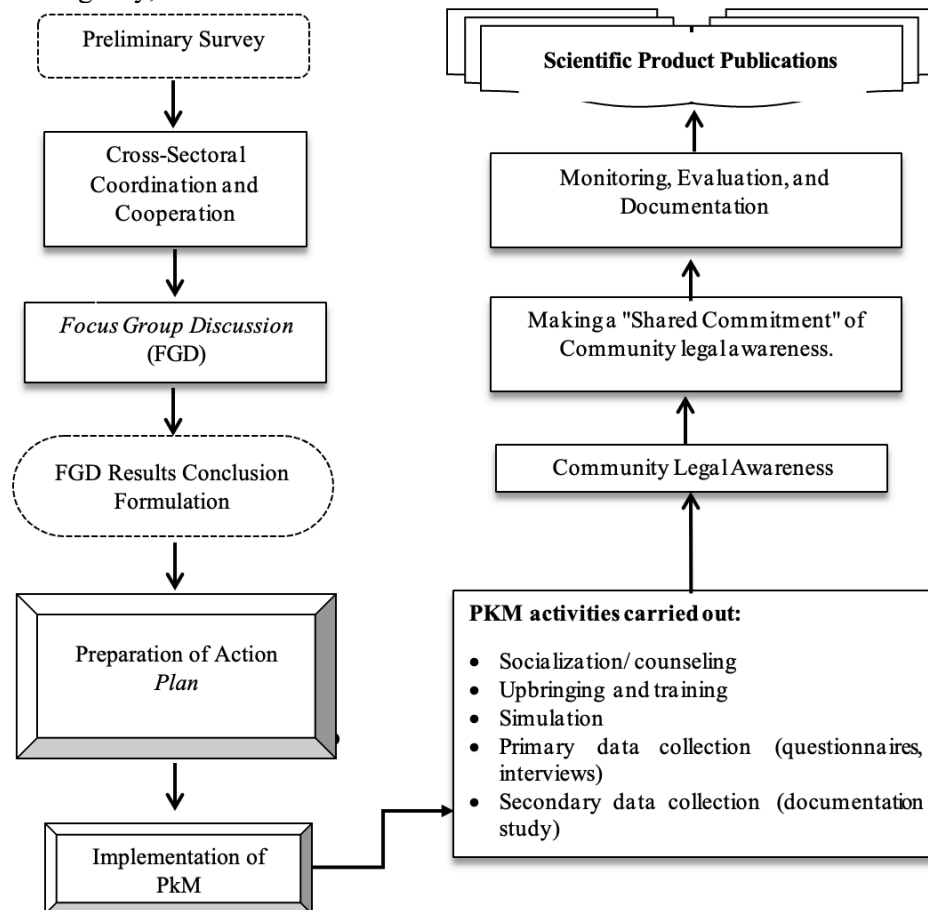 Preliminary Survey
Cross-Sectoral
Coordination and
Cooperation
Focus Group Discussion
(FGD)
FGD Results Conclusion
Formulation
Preparation of Action
Plan
Implementation of
PkM
PKM activities carried out:
• Socialization/ counseling
• Upbringing and training
• Simulation
• Primary data collection (questionnaires,
interviews)
• Secondary data collection (documentation
study)
Community Legal Awareness
Making a "Shared Commitment" of
Community legal awareness.
Monitoring, Evaluation, and
Documentation
Scientific Product Publications